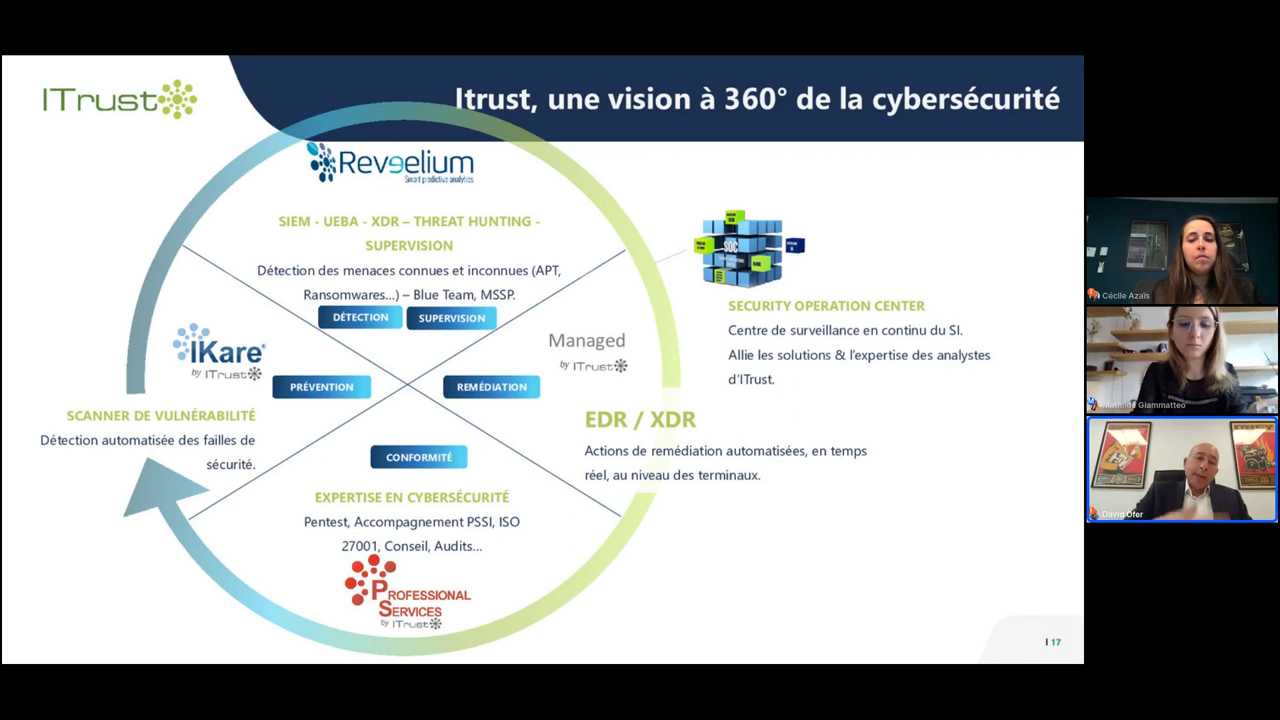 ITrust
Itrust, une vision à 360° de la cybersécurité
Reveelium
Smart predictive analytics
SIEM - UEBA - XDR – THREAT HUNTING -
SUPERVISION
Détection des menaces connues et inconnues (APT,
Ransomwares...) – Blue Team, MSSP.
DÉTECTION
SUPERVISION
IKare
by ITrust
PRÉVENTION
SCANNER DE VULNÉRABILITÉ
Détection automatisée des failles de
sécurité.
Managed
by ITrust
REMÉDIATION
EDR / XDR
Actions de remédiation automatisées, en temps
réel, au niveau des terminaux.
SOC
SECURITY OPERATION CENTER
Centre de surveillance en continu du SI.
Allie les solutions & l'expertise des analystes
d'ITrust.
CONFORMITÉ
EXPERTISE EN CYBERSÉCURITÉ
Pentest, Accompagnement PSSI, ISO
27001, Conseil, Audits...
PROFESSIONAL
SERVICES
by ITrust
I 17
Cécile Azaïs
Mathilde Giammatteo
David Ofer